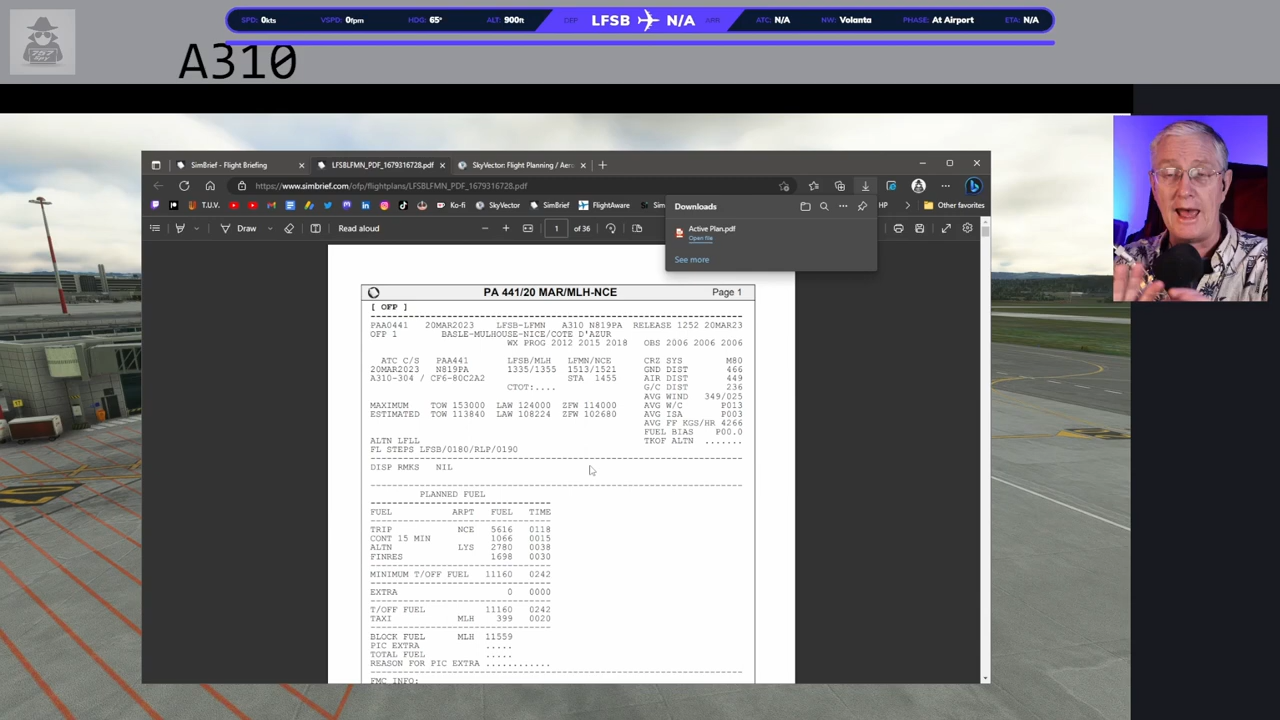 SPD: 0kts VSPD: 0fpm HDG: 65° ALT: 900ft DEP LFSB N/A ARR ATC: N/A NW: Volanta PHASE: At Airport ETA: N/A
757
A310
SimBrief - Flight Briefing LFSBLFMN_PDF_1679316728.pdf SkyVector: Flight Planning / Aer
https://www.simbrief.com/ofp/flightplans/LFSBLFMN_PDF_1679316728.pdf
T.U.V. Ko-fi SkyVector SimBrief FlightAware Sim HP Other favorites
Draw Read aloud 1 of 36
Downloads
Active Plan.pdf
Open file
See more
PA 441/20 MAR/MLH-NCE Page 1
[ OFP ]
PAA0441 20MAR2023 LFSB-LFMN A310 N819PA RELEASE 1252 20MAR23
OFP 1 BASLE-MULHOUSE-NICE/COTE D'AZUR
WX PROG 2012 2015 2018 OBS 2006 2006 2006
ATC C/S PAA441 LFSB/MLH LFMN/NCE CRZ SYS M80
20MAR2023 N819PA 1335/1355 1513/1521 GND DIST 466
A310-304 / CF6-80C2A2 STA 1455 AIR DIST 449
CTOT:.... G/C DIST 236
AVG WIND 349/025
MAXIMUM TOW 153000 LAW 124000 ZFW 114000 AVG W/C P013
ESTIMATED TOW 113840 LAW 108224 ZFW 102680 AVG ISA P003
AVG FF KGS/HR 4266
FUEL BIAS P00.0
ALTN LFLL TKOF ALTN .......
FL STEPS LFSB/0180/RLP/0190
DISP RMKS NIL
PLANNED FUEL
FUEL ARPT FUEL TIME
TRIP NCE 5616 0118
CONT 15 MIN 1066 0015
ALTN LYS 2780 0038
FINRES 1698 0030
MINIMUM T/OFF FUEL 11160 0242
EXTRA 0 0000
T/OFF FUEL 11160 0242
TAXI MLH 399 0020
BLOCK FUEL MLH 11559
PIC EXTRA .....
TOTAL FUEL .....
REASON FOR PIC EXTRA ............
FMC INFO: